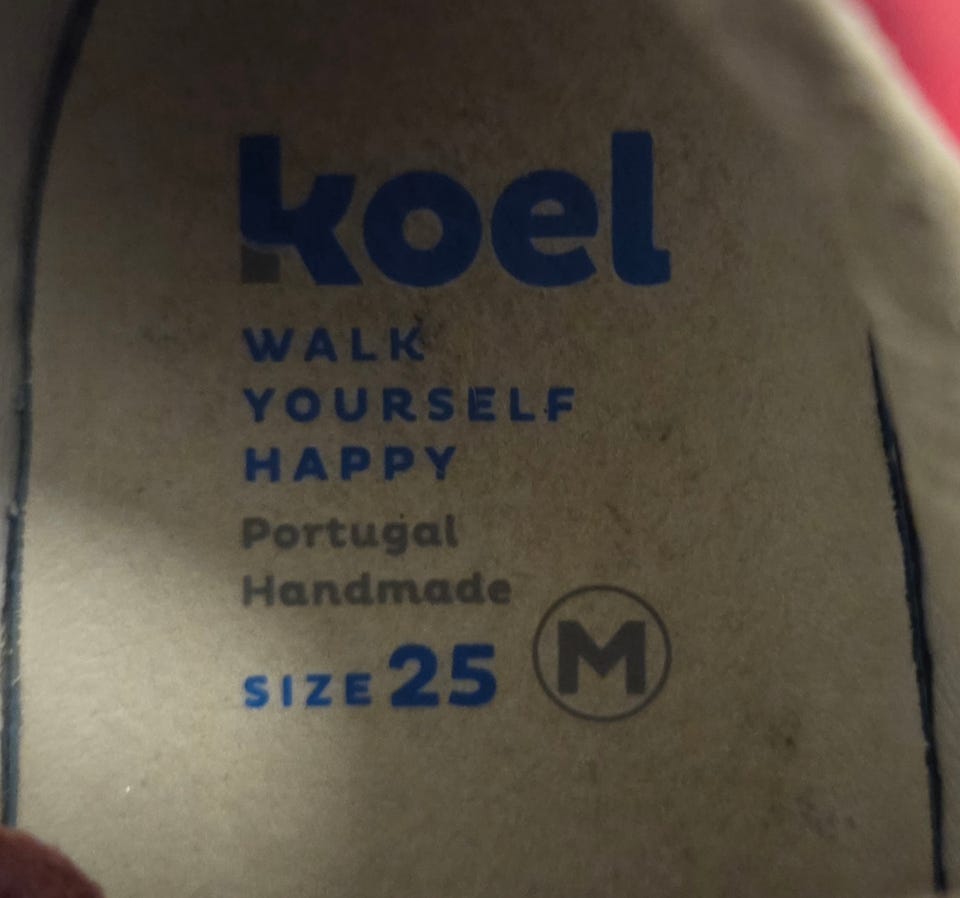 koel
WALK
YOURSELF
HAPPY
Portugal
Handmade
SIZE 25 M